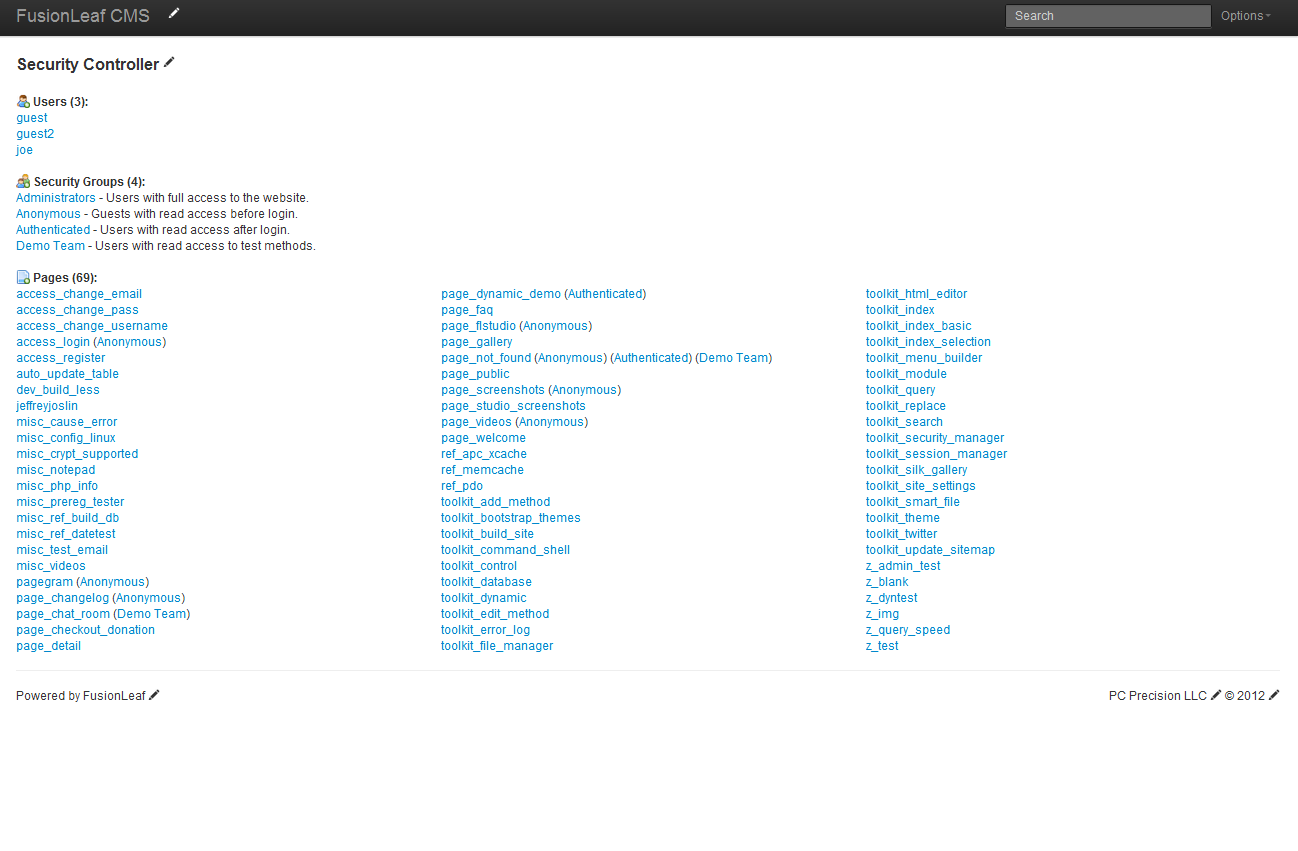 FusionLeaf CMS
Search
Options
Security Controller
Users (3):
guest
guest2
joe
Security Groups (4):
Administrators - Users with full access to the website.
Anonymous - Guests with read access before login.
Authenticated - Users with read access after login.
Demo Team - Users with read access to test methods.
Pages (69):
access_change_email
access_change_pass
access_change_username
access_login (Anonymous)
access_register
auto_update_table
dev_build_less
jeffreyjoslin
misc_cause_error
misc_config_linux
misc_crypt_supported
misc_notepad
misc_php_info
misc_prereg_tester
misc_ref_build_db
misc_ref_datetest
misc_test_email
misc_videos
pagegram (Anonymous)
page_changelog (Anonymous)
page_chat_room (Demo Team)
page_checkout_donation
page_detail
page_dynamic_demo (Authenticated)
page_faq
page_flstudio (Anonymous)
page_gallery
page_not_found (Anonymous) (Authenticated) (Demo Team)
page_public
page_screenshots (Anonymous)
page_studio_screenshots
page_videos (Anonymous)
page_welcome
ref_apc_xcache
ref_memcache
ref_pdo
toolkit_add_method
toolkit_bootstrap_themes
toolkit_build_site
toolkit_command_shell
toolkit_control
toolkit_database
toolkit_dynamic
toolkit_edit_method
toolkit_error_log
toolkit_file_manager
toolkit_html_editor
toolkit_index
toolkit_index_basic
toolkit_index_selection
toolkit_menu_builder
toolkit_module
toolkit_query
toolkit_replace
toolkit_search
toolkit_security_manager
toolkit_session_manager
toolkit_silk_gallery
toolkit_site_settings
toolkit_smart_file
toolkit_theme
toolkit_twitter
toolkit_update_sitemap
z_admin_test
z_blank
z_dyntest
z_img
z_query_speed
z_test
Powered by FusionLeaf
PC Precision LLC © 2012